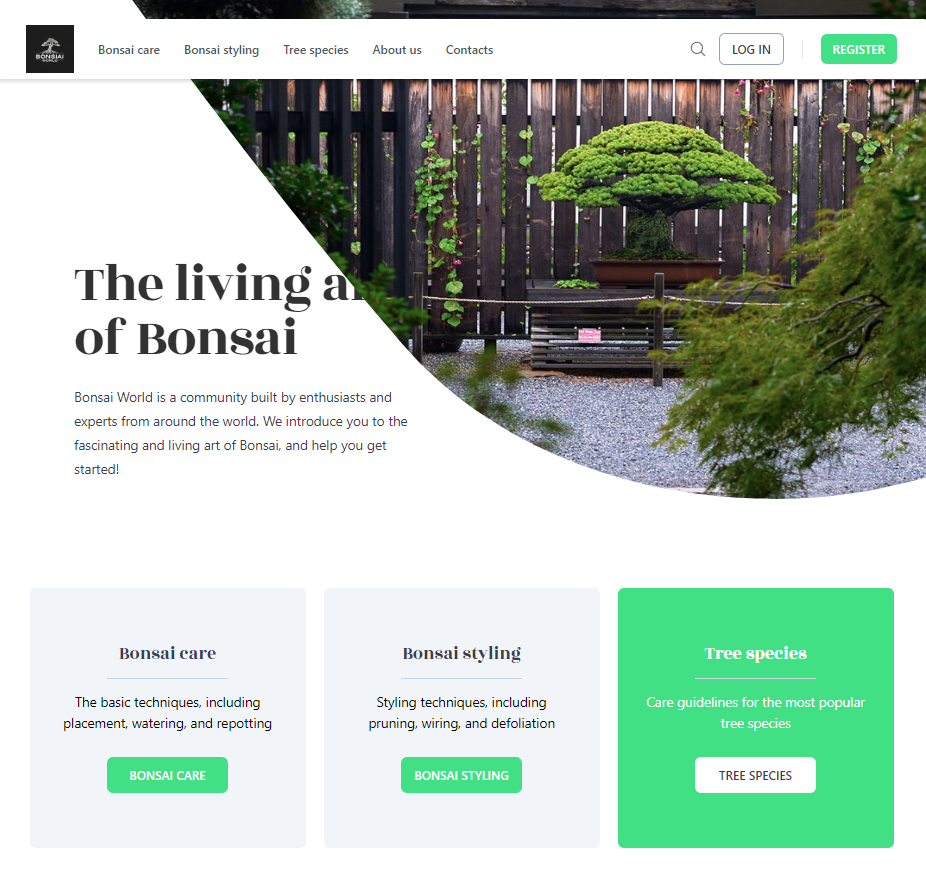 BONSIAI
WORLD
Bonsai care
Bonsai styling
Tree species
About us
Contacts
LOG IN
REGISTER
The living a
of Bonsai
Bonsai World is a community built by enthusiasts and
experts from around the world. We introduce you to the
fascinating and living art of Bonsai, and help you get
started!
Bonsai care
The basic techniques, including
placement, watering, and repotting
BONSAI CARE
Bonsai styling
Styling techniques, including
pruning, wiring, and defoliation
BONSAI STYLING
Tree species
Care guidelines for the most popular
tree species
TREE SPECIES